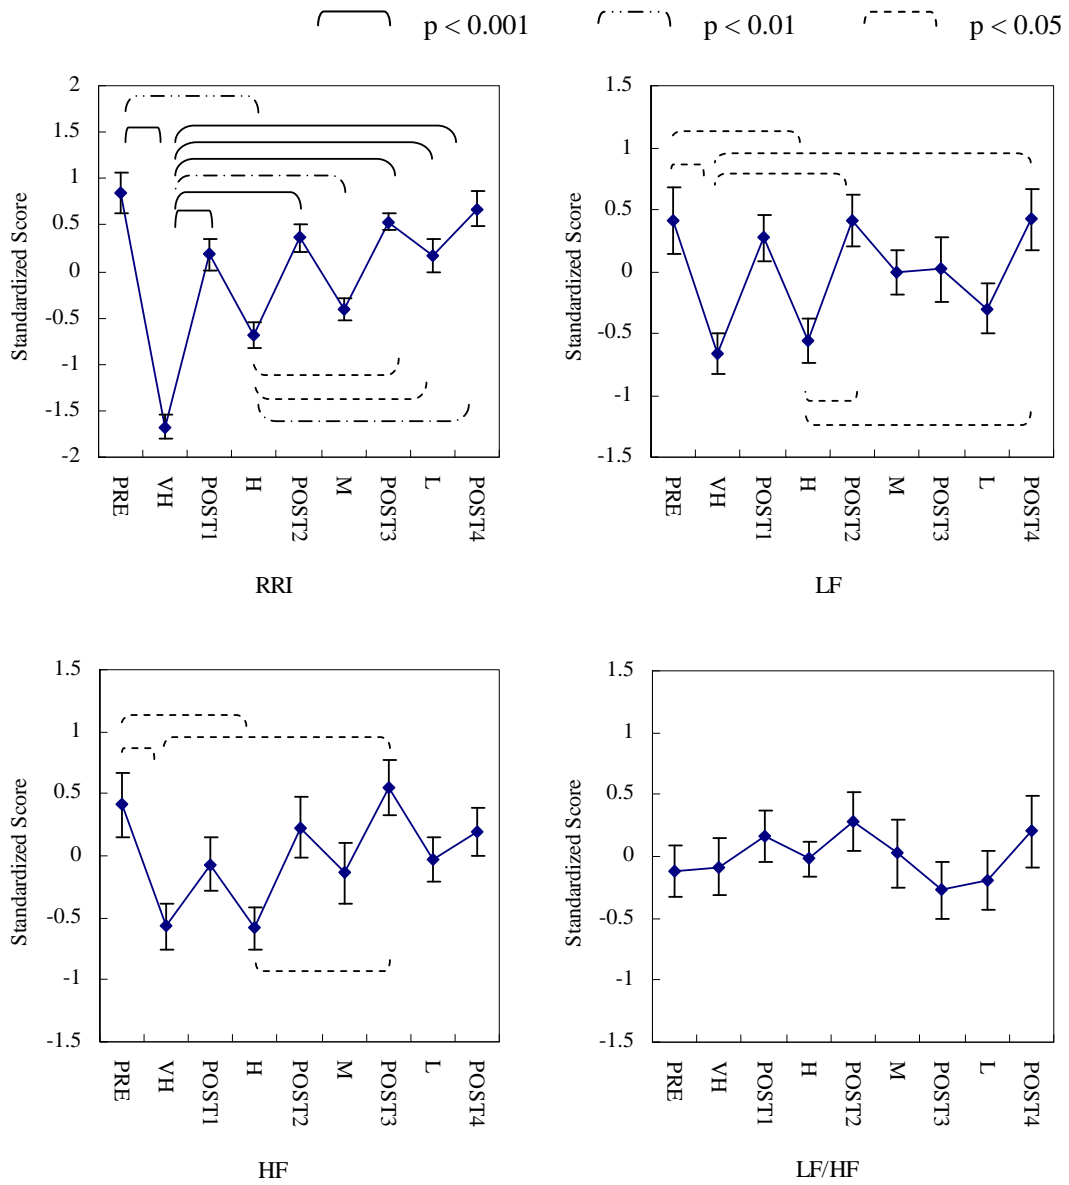 p < 0.001
p < 0.01
p < 0.05
Standardized Score
2
1.5
1
0.5
0
-0.5
-1
-1.5
-2
PRE
VH
POST1
H
POST2
M
POST3
L
POST4
RRI
Standardized Score
1.5
1
0.5
0
-0.5
-1
-1.5
PRE
VH
POST1
H
POST2
M
POST3
L
POST4
LF
Standardized Score
1.5
1
0.5
0
-0.5
-1
-1.5
PRE
VH
POST1
H
POST2
M
POST3
L
POST4
HF
Standardized Score
1.5
1
0.5
0
-0.5
-1
-1.5
PRE
VH
POST1
H
POST2
M
POST3
L
POST4
LF/HF